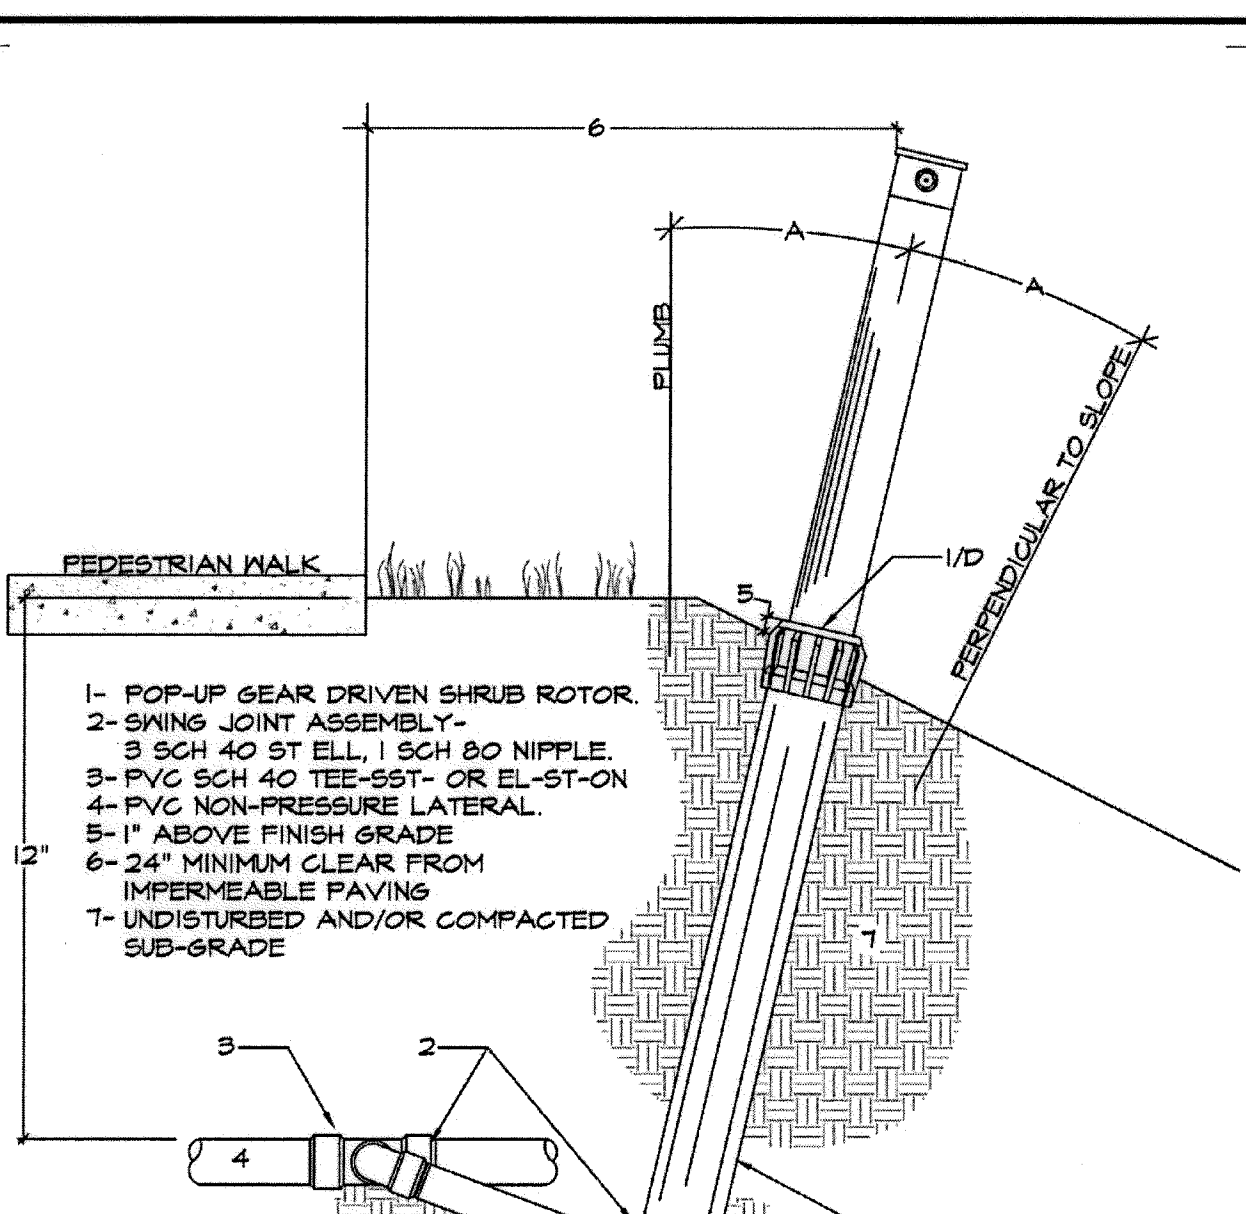 6
A
A
PLUMB
PERPENDICULAR TO SLOPE
PEDESTRIAN WALK
1/D
5
1- POP-UP GEAR DRIVEN SHRUB ROTOR.
2- SWING JOINT ASSEMBLY-
3 SCH 40 ST ELL, 1 SCH 80 NIPPLE.
3- PVC SCH 40 TEE-SST- OR EL-ST-ON
4- PVC NON-PRESSURE LATERAL.
5- 1" ABOVE FINISH GRADE
6- 24" MINIMUM CLEAR FROM
IMPERMEABLE PAVING
7- UNDISTURBED AND/OR COMPACTED
SUB-GRADE
12"
7
3
2
4